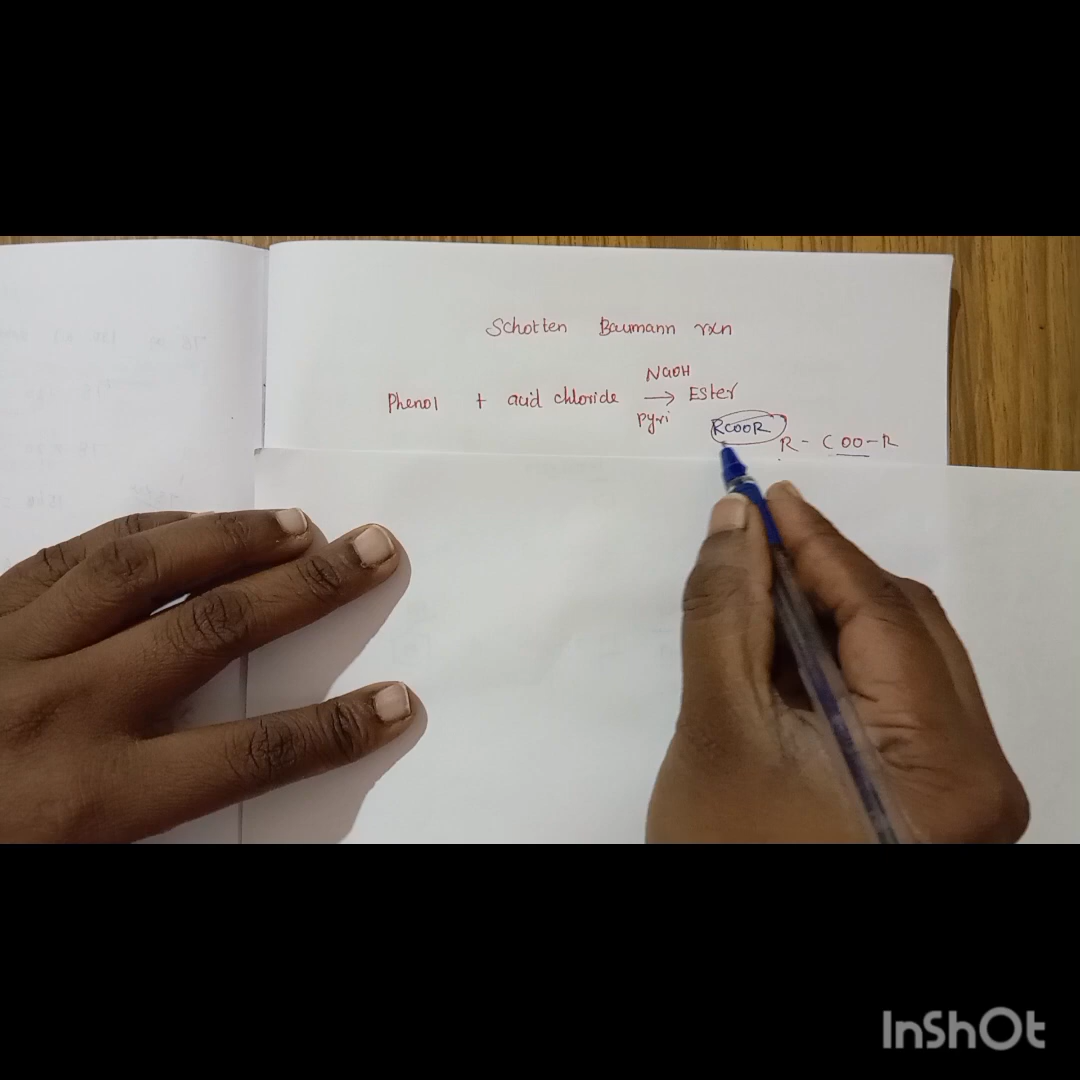 Schotten Baumann rxn
NaOH
Phenol + acid chloride → Ester
pyri
RCOOR
R - COO-R
InShOt